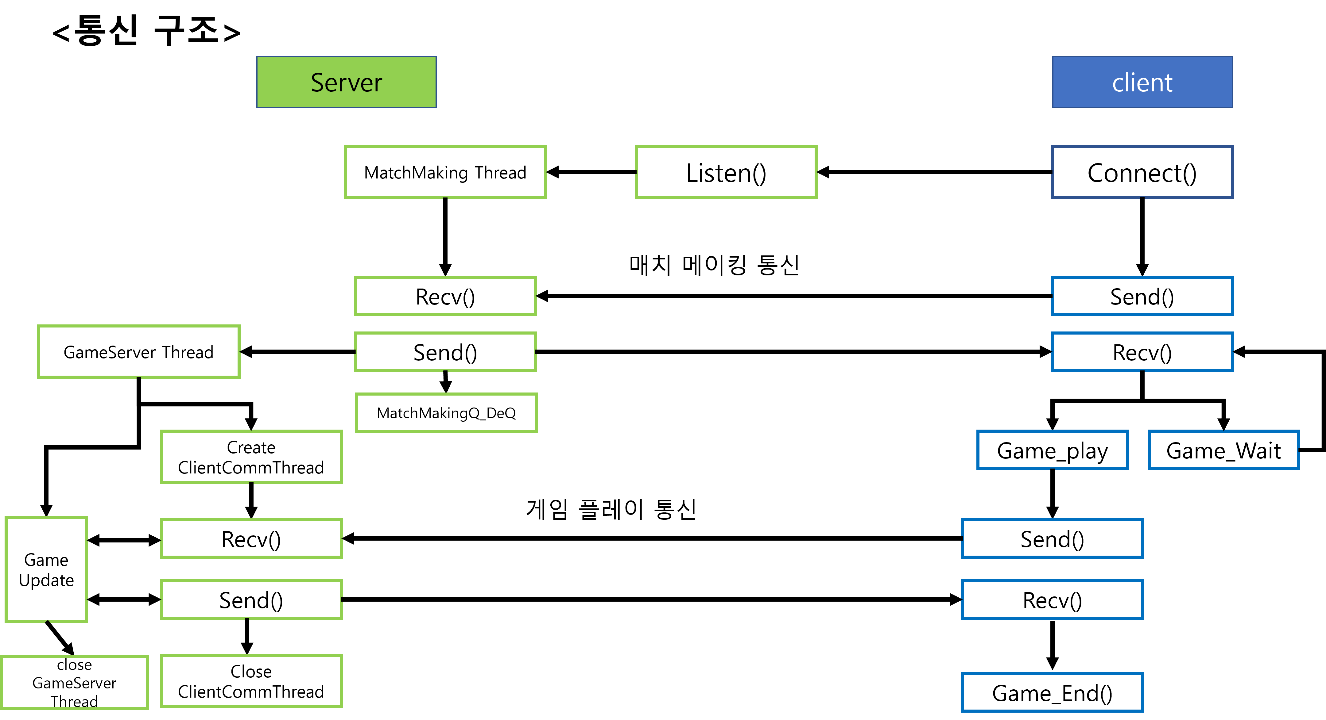 <통신 구조>
Server
client
MatchMaking Thread
Listen()
Connect()
매치 메이킹 통신
Recv()
Send()
GameServer Thread
Send()
Recv()
MatchMakingQ_DeQ
Create
ClientCommThread
Game_play
Game_Wait
게임 플레이 통신
Game
Update
Recv()
Send()
Send()
Recv()
close
GameServer
Thread
Close
ClientCommThread
Game_End()